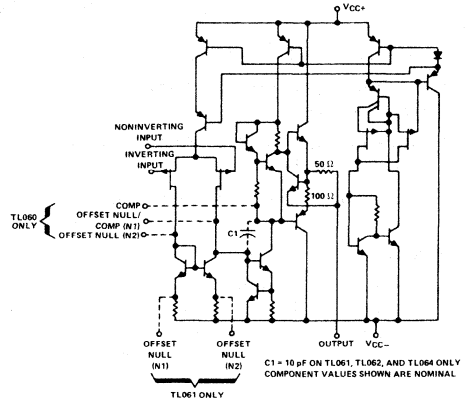 VCC+
NONINVERTING
INPUT
INVERTING
INPUT
50 Ω
100 Ω
TL060
ONLY
COMP
OFFSET NULL/
COMP (N1)
OFFSET NULL (N2)
C1
OFFSET
NULL
(N1)
OFFSET
NULL
(N2)
OUTPUT
VCC−
TL061 ONLY
C1 = 10 pF ON TL061, TL062, AND TL064 ONLY
COMPONENT VALUES SHOWN ARE NOMINAL